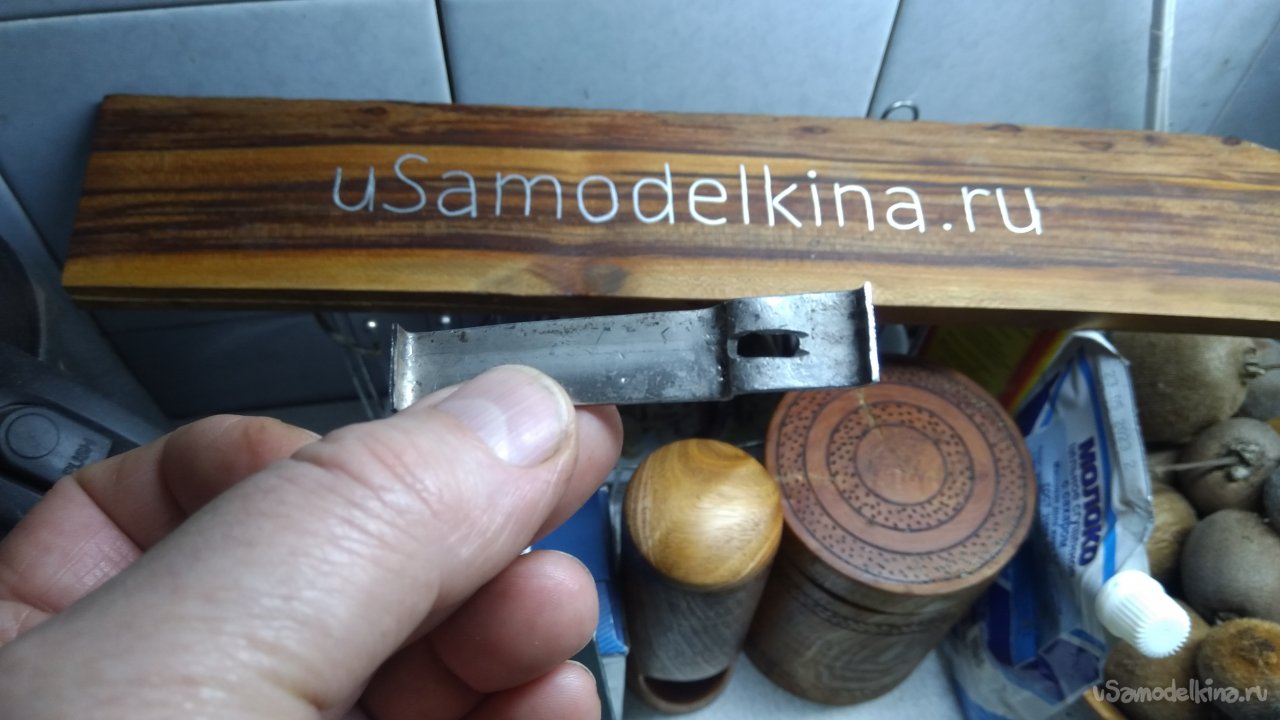 uSamodelkina.ru
молоко
uSamodelkina.ru